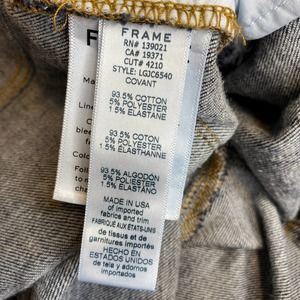 FRAME
RN# 139021
CA# 19371
CUT# 4210
STYLE: LGJC6540
COVANT
93.5% COTTON
5% POLYESTER
1.5% ELASTANE
93.5% COTTON
5% POLYESTER
1.5% ELASTHANNE
93.5% ALGODÓN
5% POLIÉSTER
1.5% ELASTANO
MADE IN USA
of imported
fabrics and trim
FABRIQUÉ AUX ÉTATS-UNIS
de tissus et de
garnitures importés
HECHO EN
ESTADOS UNIDOS
de tela y adornos
importados